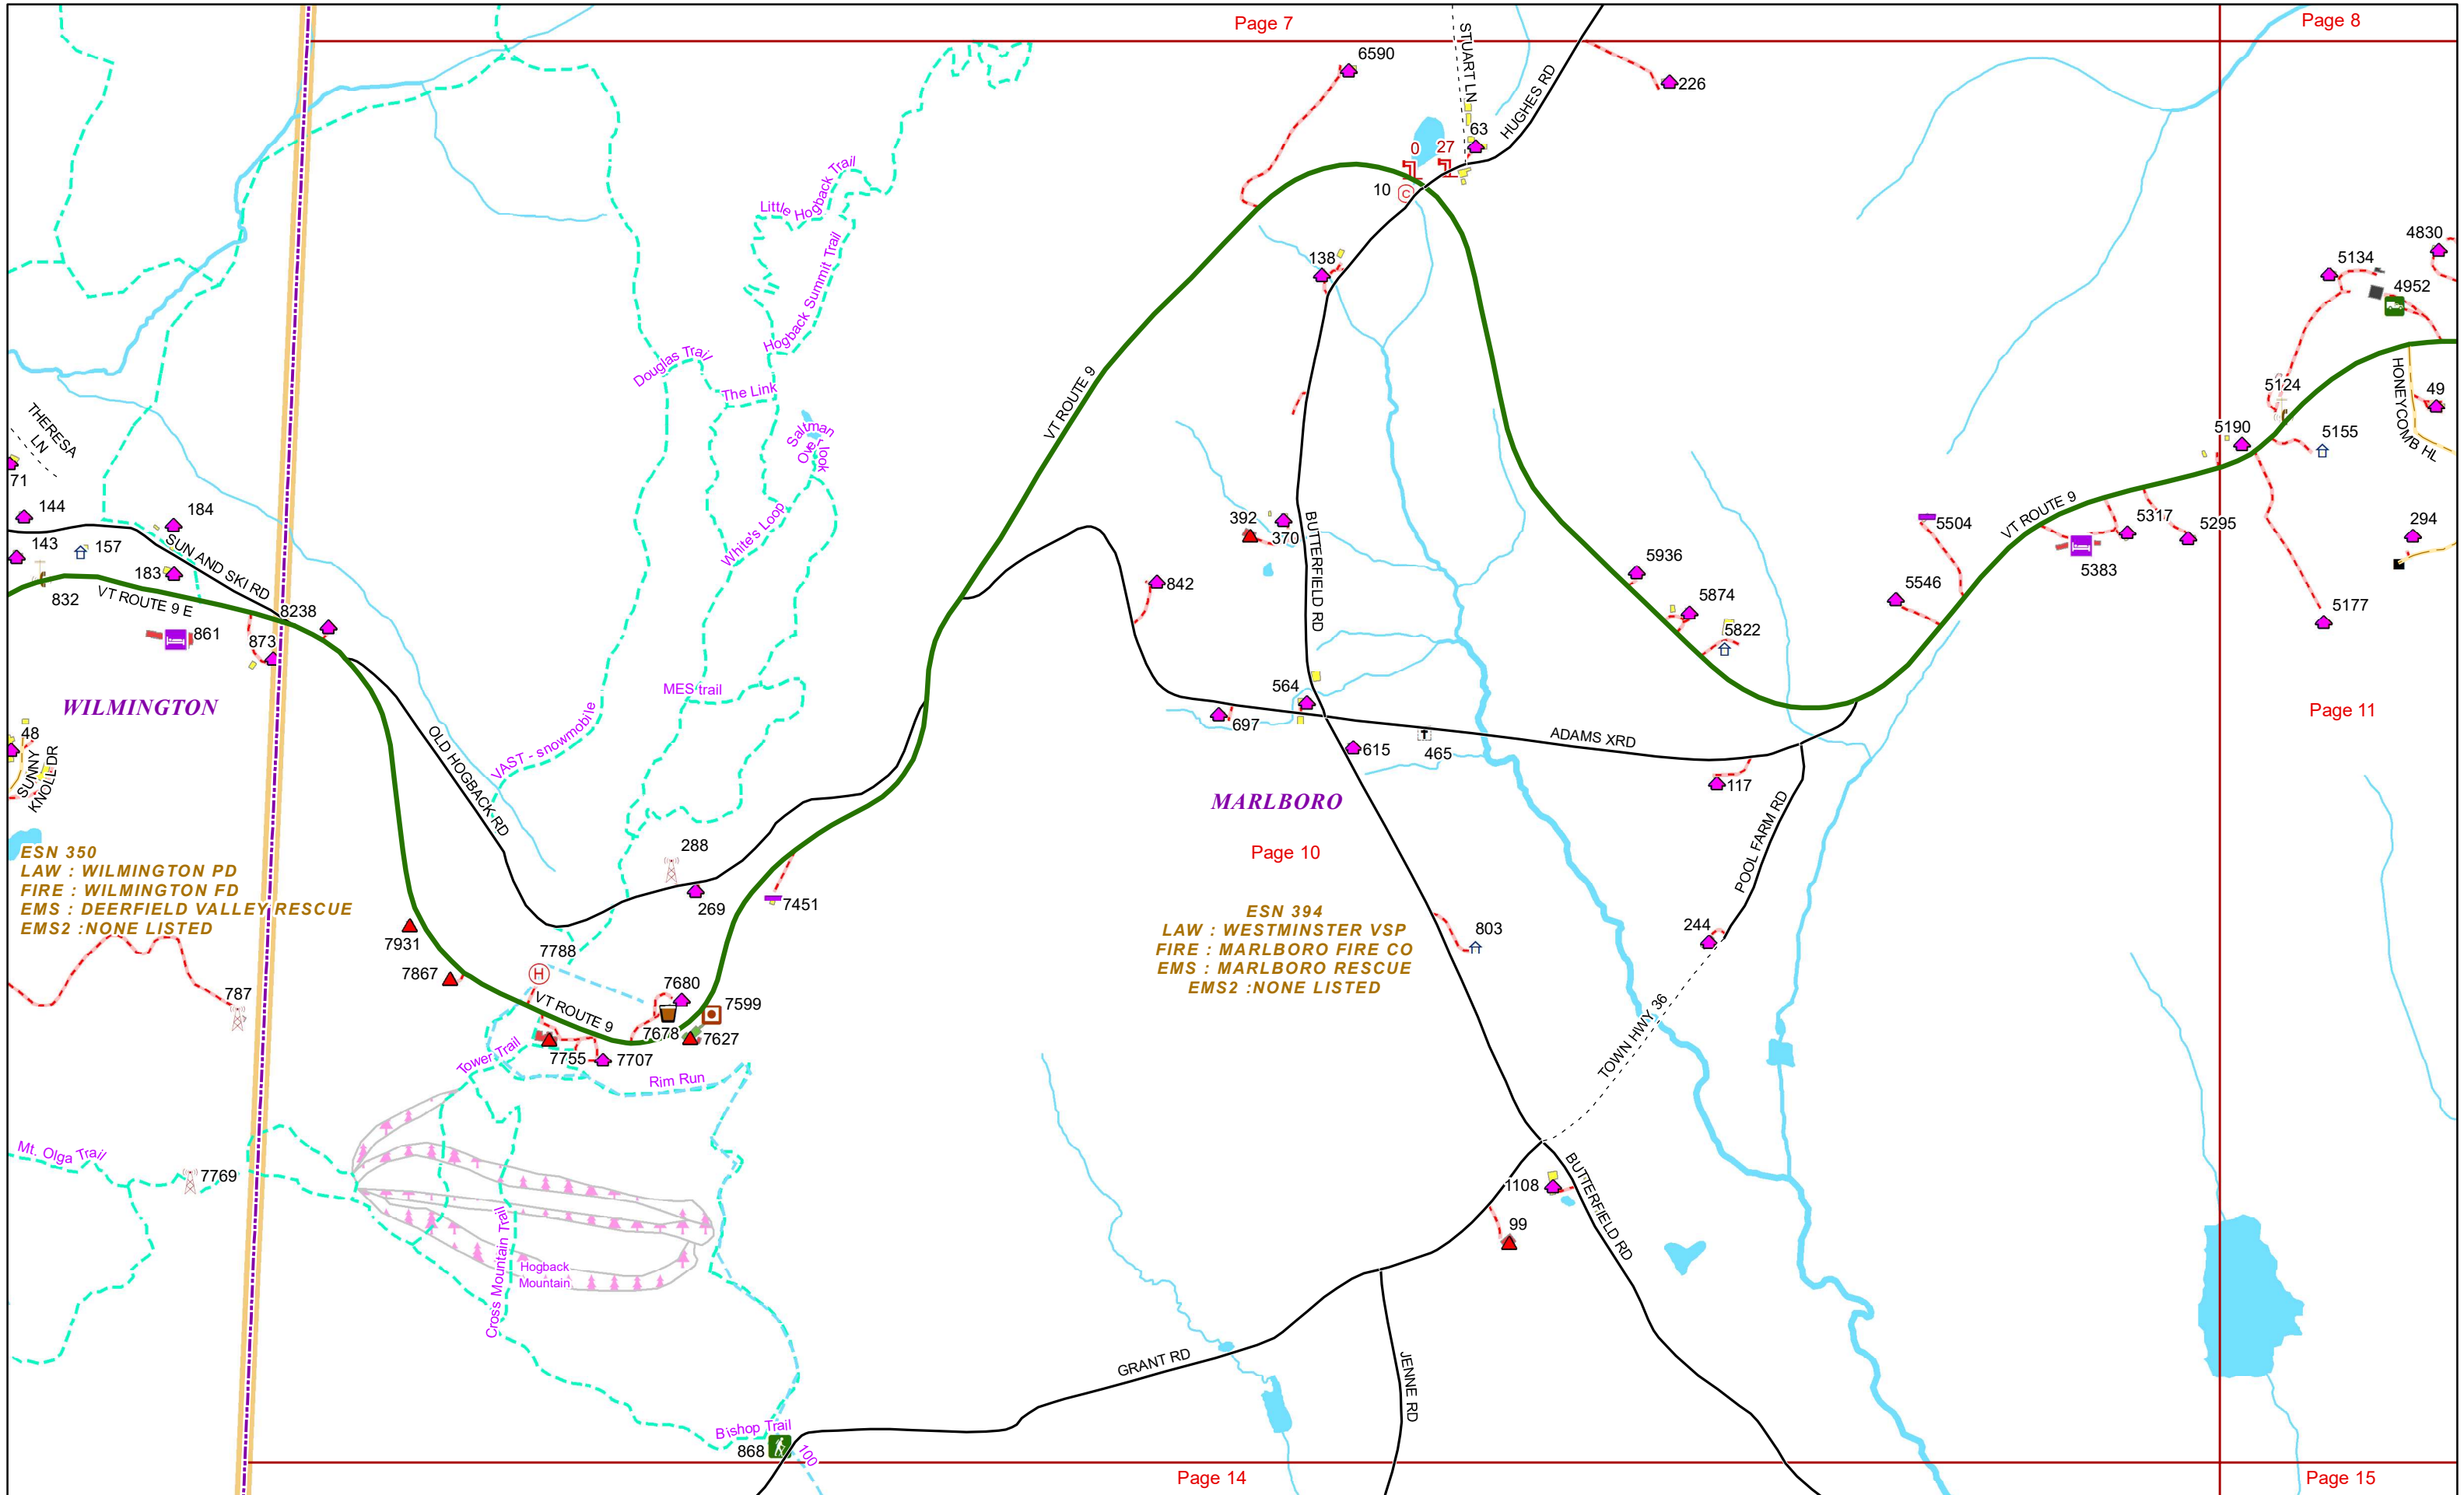 Page 7
Page 8
6590
STUART LN
HUGHES RD
226
63
0
27
10
C
Little Hogback Trail
Hogback Summit Trail
138
4830
5134
4952
Douglas Trail
The Link
VT ROUTE 9
HONEYCOMB HL
49
5124
5190
5155
THERESA
LN
Saltman
Overlook
71
144
184
143
157
183
SUN AND SKI RD
832
VT ROUTE 9 E
8238
861
873
White's Loop
392
370
BUTTERFIELD RD
842
5936
5874
5822
5504
VT ROUTE 9
5546
5317
5295
5383
294
5177
WILMINGTON
MES trail
564
697
615
465
ADAMS XRD
Page 11
48
SUNNY
KNOLL DR
OLD HOGBACK RD
VAST - snowmobile
117
MARLBORO
Page 10
POOL FARM RD
ESN 350
LAW : WILMINGTON PD
FIRE : WILMINGTON FD
EMS : DEERFIELD VALLEY RESCUE
EMS2 :NONE LISTED
288
269
7451
ESN 394
LAW : WESTMINSTER VSP
FIRE : MARLBORO FIRE CO
EMS : MARLBORO RESCUE
EMS2 :NONE LISTED
803
244
7931
7867
7788
H
787
VT ROUTE 9
7680
7599
7678
7627
7755
7707
TOWN HWY 36
Tower Trail
Rim Run
Mt. Olga Trail
7769
1108
BUTTERFIELD RD
99
Cross Mountain Trail
Hogback
Mountain
GRANT RD
JENNE RD
Bishop Trail
868
100
Page 14
Page 15